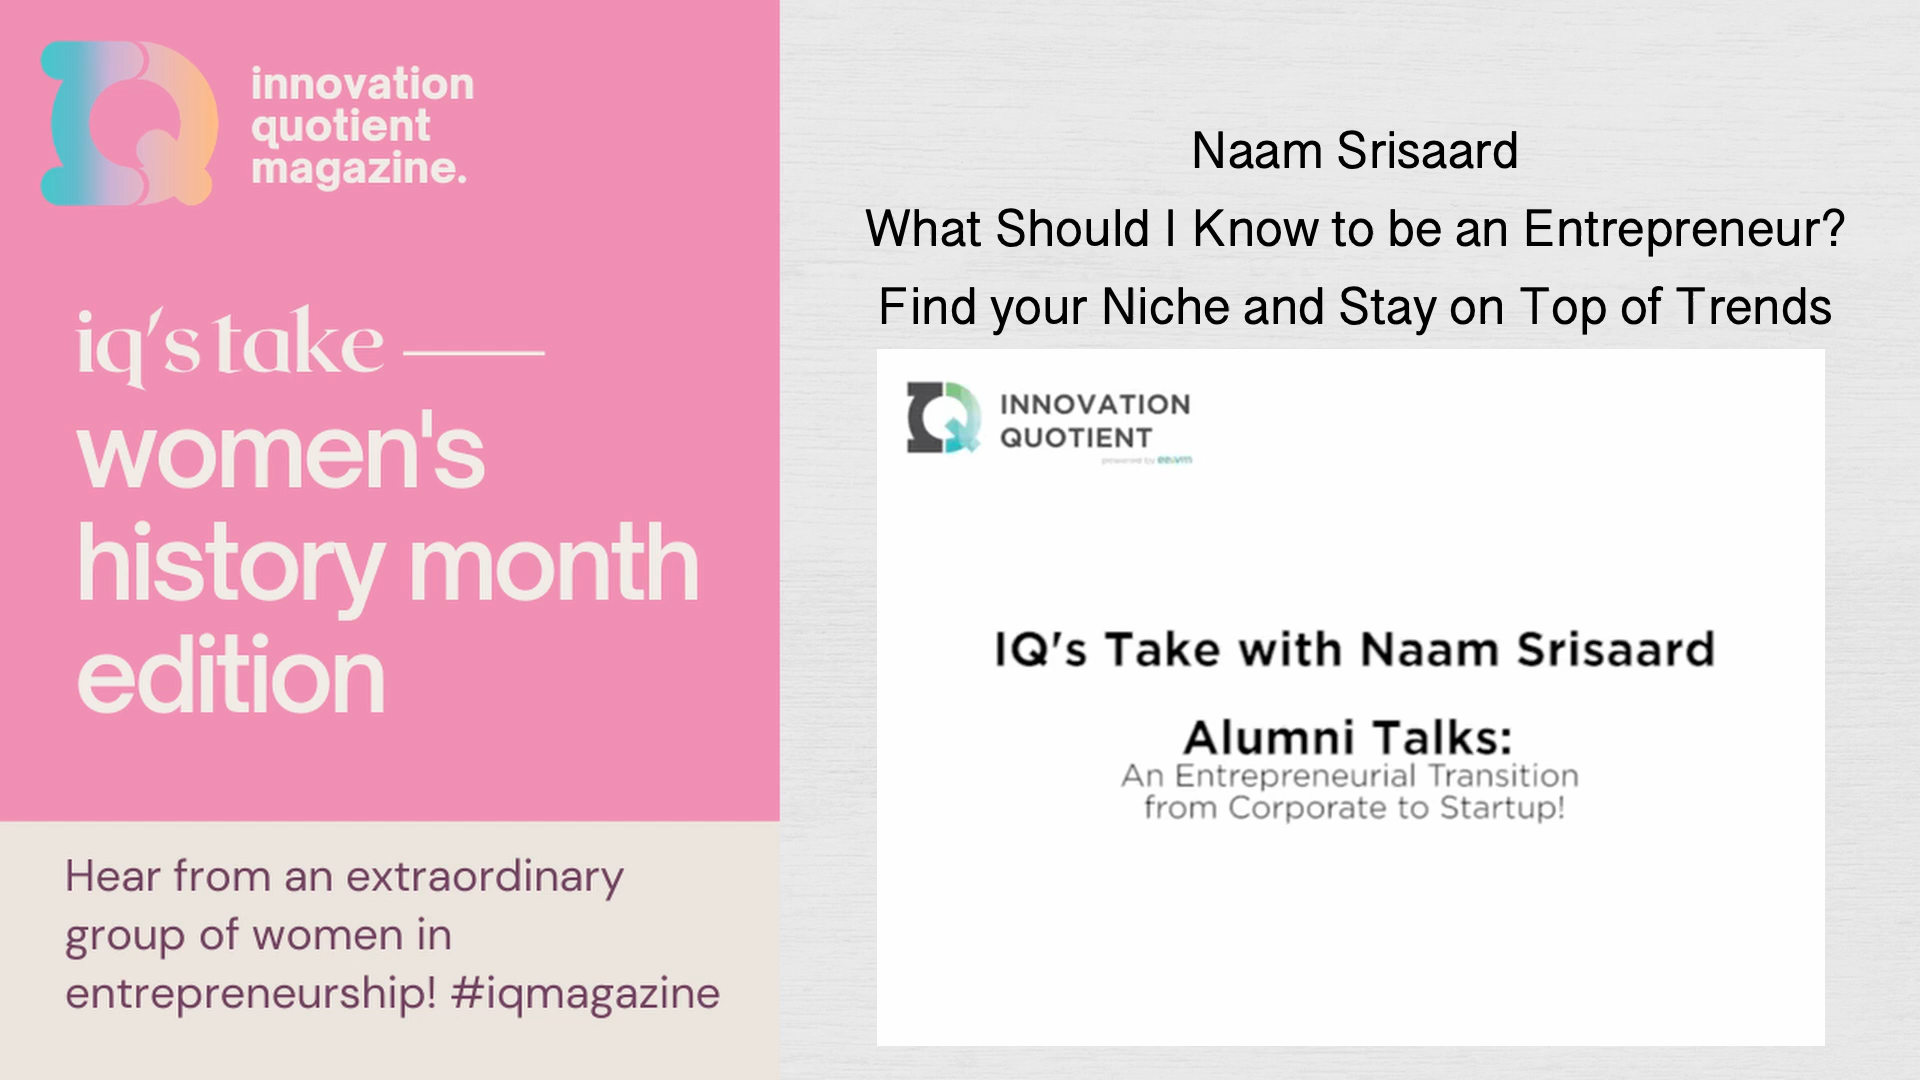 innovation
quotient
magazine.
iq's take
women's
history month
edition
Hear from an extraordinary
group of women in
entrepreneurship! #iqmagazine
Naam Srisaard
What Should I Know to be an Entrepreneur?
Find your Niche and Stay on Top of Trends
INNOVATION
QUOTIENT
powered by
IQ's Take with Naam Srisaard
Alumni Talks:
An Entrepreneurial Transition
from Corporate to Startup!